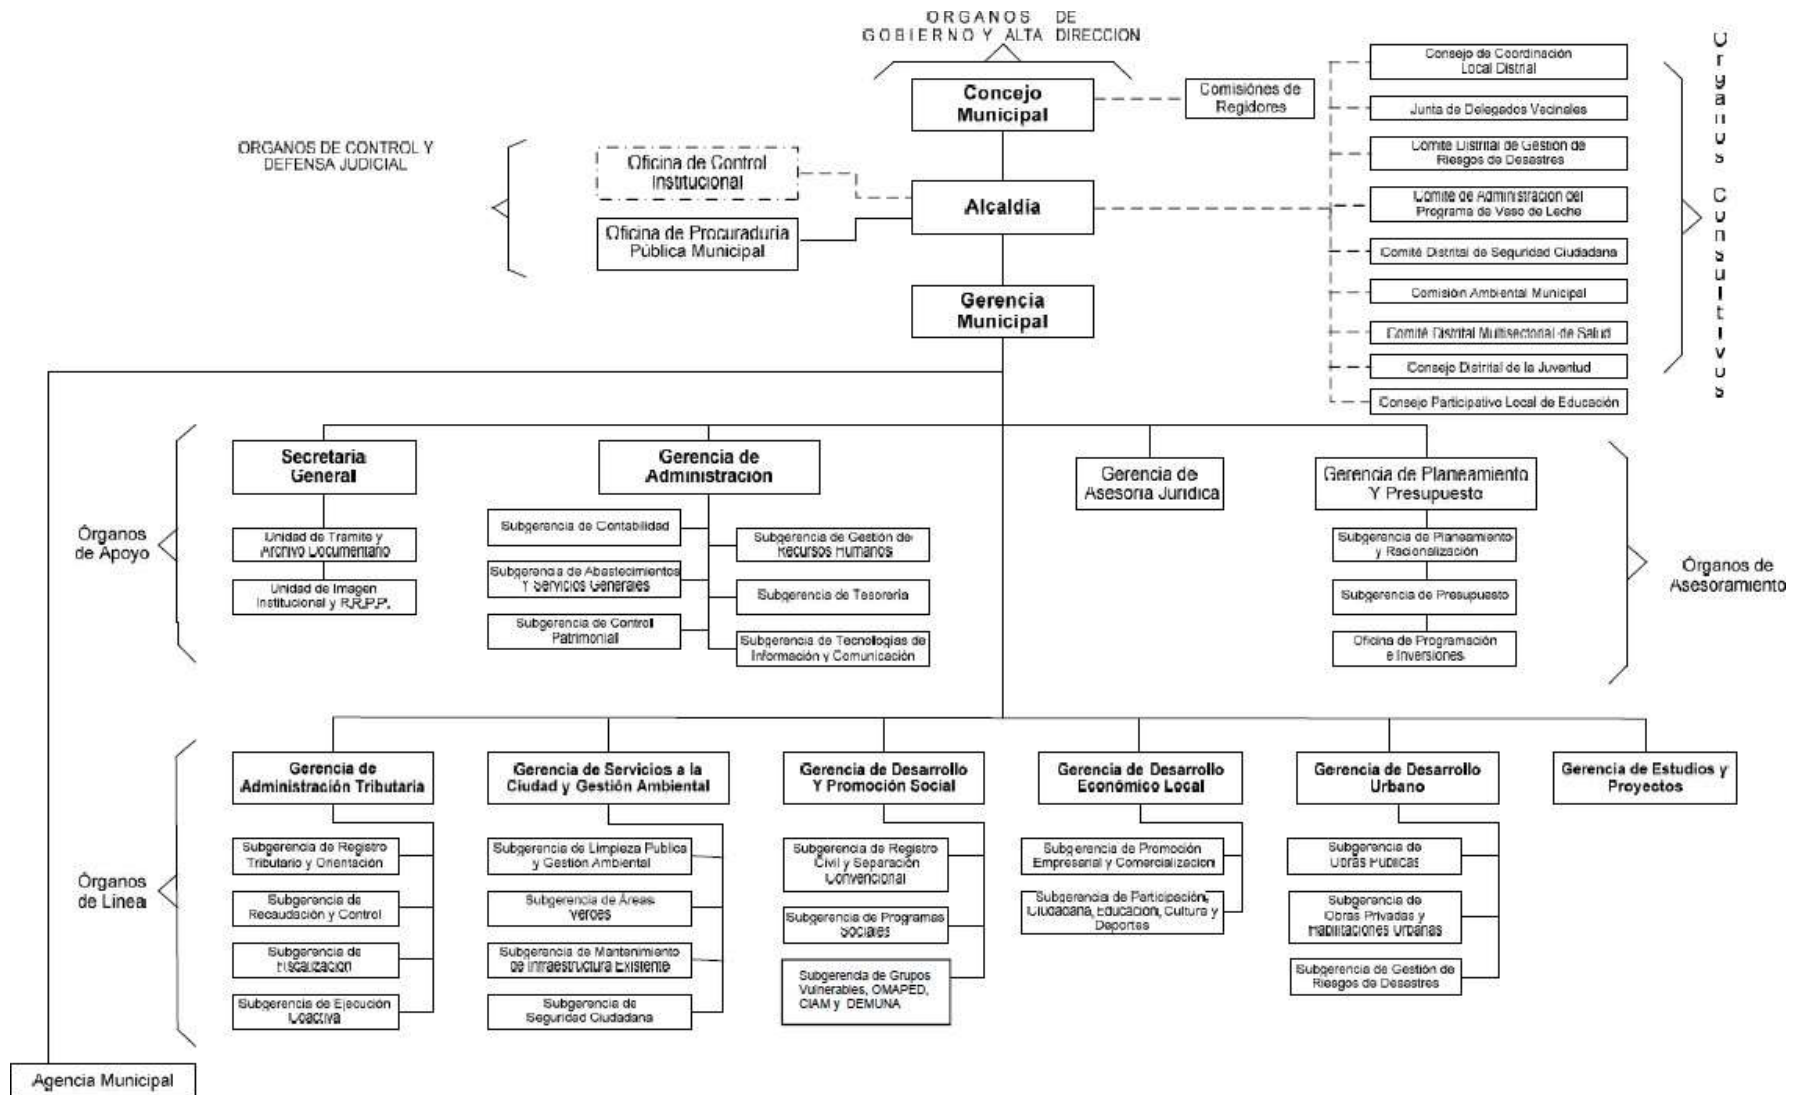 ORGANOS DE
GOBIERNO Y ALTA DIRECCION
Concejo
Municipal
Comisiónes de
Regidores
Consejo de Coordinación
Local Distrial
Junta de Delegados Vecinales
Comité Distrital de Gestión de
Riesgos de Desastres
Comité de Administración del
Programa de Vaso de Leche
Comité Distrital de Seguridad Ciudadana
Comisión Ambiental Municipal
Comité Distrital Multisectorial de Salud
Consejo Distrital de la Juventud
Consejo Participativo Local de Educación
Organos Consultivos
ORGANOS DE CONTROL Y
DEFENSA JUDICIAL
Oficina de Control
Institucional
Oficina de Procuraduria
Pública Municipal
Alcaldía
Gerencia
Municipal
Órganos
de Apoyo
Secretaria
General
Unidad de Tramite y
Archivo Documentario
Unidad de Imagen
Institucional y R.R.P.P.
Gerencia de
Administración
Subgerencia de Contabilidad
Subgerencia de Gestión de
Recursos Humanos
Subgerencia de Abastecimientos
Y Servicios Generales
Subgerencia de Tesoreria
Subgerencia de Control
Patrimonial
Subgerencia de Tecnologías de
Información y Comunicación
Gerencia de
Asesoria Jurídica
Gerencia de Planeamiento
Y Presupuesto
Subgerencia de Planeamiento
y Racionalización
Subgerencia de Presupuesto
Oficina de Programación
e Inversiones
Órganos de
Asesoramiento
Órganos
de Linea
Gerencia de
Administración Tributaria
Subgerencia de Registro
Tributario y Orientación
Subgerencia de
Recaudación y Control
Subgerencia de
Fiscalización
Subgerencia de Ejecución
Coactiva
Gerencia de Servicios a la
Ciudad y Gestión Ambiental
Subgerencia de Limpieza Publica
y Gestión Ambiental
Subgerencia de Áreas
Verdes
Subgerencia de Mantenimiento
de Infraestructura Existente
Subgerencia de
Seguridad Ciudadana
Gerencia de Desarrollo
Y Promoción Social
Subgerencia de Registro
Civil y Separación
Convencional
Subgerencia de Programas
Sociales
Subgerencia de Grupos
Vulnerables, OMAPED,
CIAM y DEMUNA
Gerencia de Desarrollo
Económico Local
Subgerencia de Promoción
Empresarial y Comercialización
Subgerencia de Participación,
Ciudadana, Educación, Cultura y
Deportes
Gerencia de Desarrollo
Urbano
Subgerencia de
Obras Públicas
Subgerencia de
Obras Privadas y
Habilitaciones Urbanas
Subgerencia de Gestión de
Riesgos de Desastres
Gerencia de Estudios y
Proyectos
Agencia Municipal